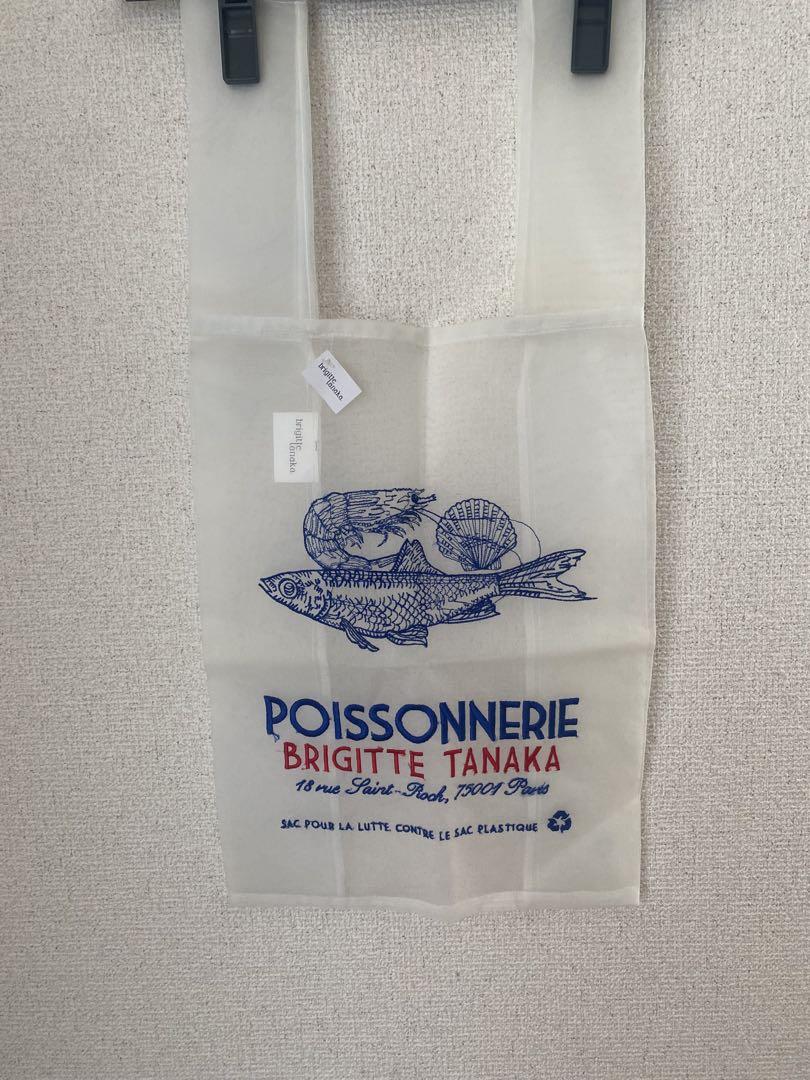 brigitte
tanaka
brigitte
tanaka
POISSONNERIE
BRIGITTE TANAKA
18 rue Saint-Roch, 75001 Paris
SAC POUR LA LUTTE CONTRE LE SAC PLASTIQUE